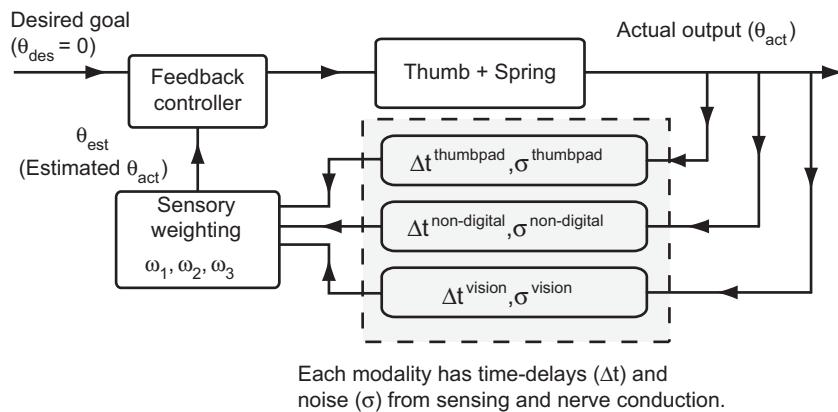 Desired goal
(θdes = 0)
Actual output (θact)
Feedback
controller
Thumb + Spring
θest
(Estimated θact)
Δtthumbpad,σthumbpad
Sensory
weighting
ω1, ω2, ω3
Δtnon-digital,σnon-digital
Δtvision,σvision
Each modality has time-delays (Δt) and
noise (σ) from sensing and nerve conduction.